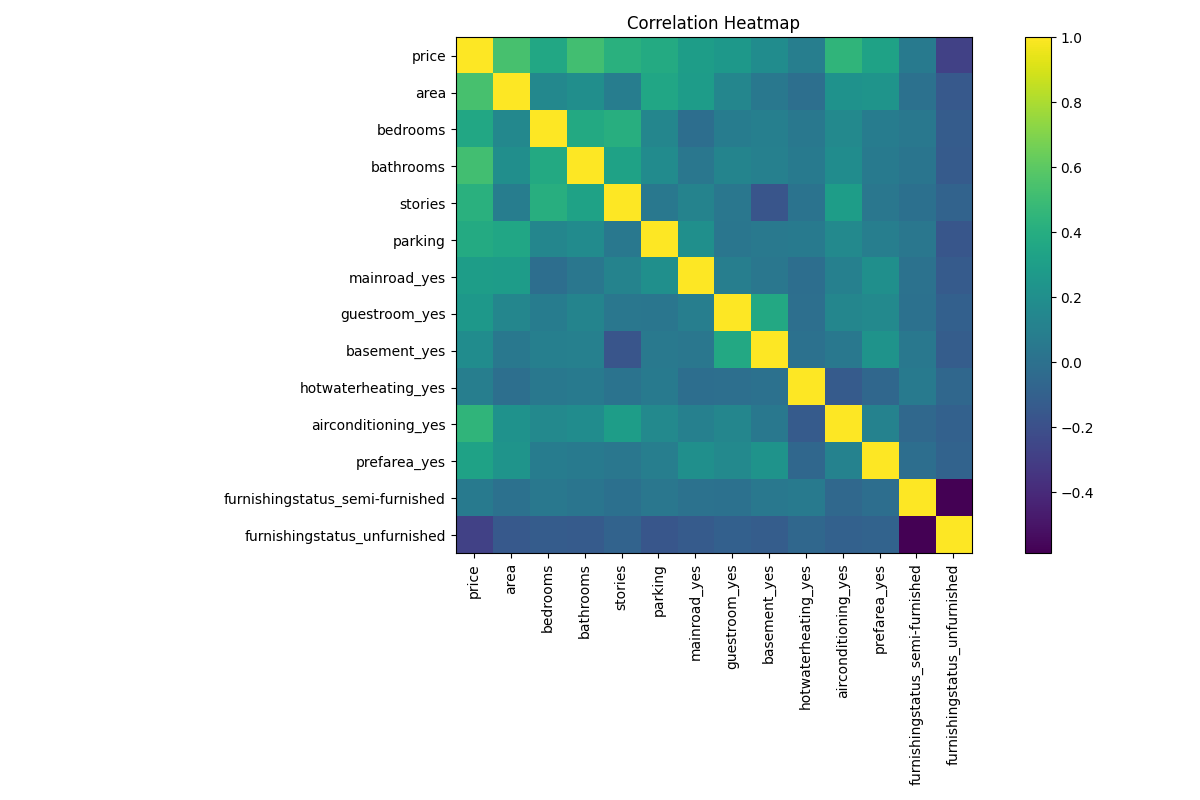 Correlation Heatmap
price
area
bedrooms
bathrooms
stories
parking
mainroad_yes
guestroom_yes
basement_yes
hotwaterheating_yes
airconditioning_yes
prefarea_yes
furnishingstatus_semi-furnished
furnishingstatus_unfurnished
price
area
bedrooms
bathrooms
stories
parking
mainroad_yes
guestroom_yes
basement_yes
hotwaterheating_yes
airconditioning_yes
prefarea_yes
furnishingstatus_semi-furnished
furnishingstatus_unfurnished
1.0
0.8
0.6
0.4
0.2
0.0
−0.2
−0.4